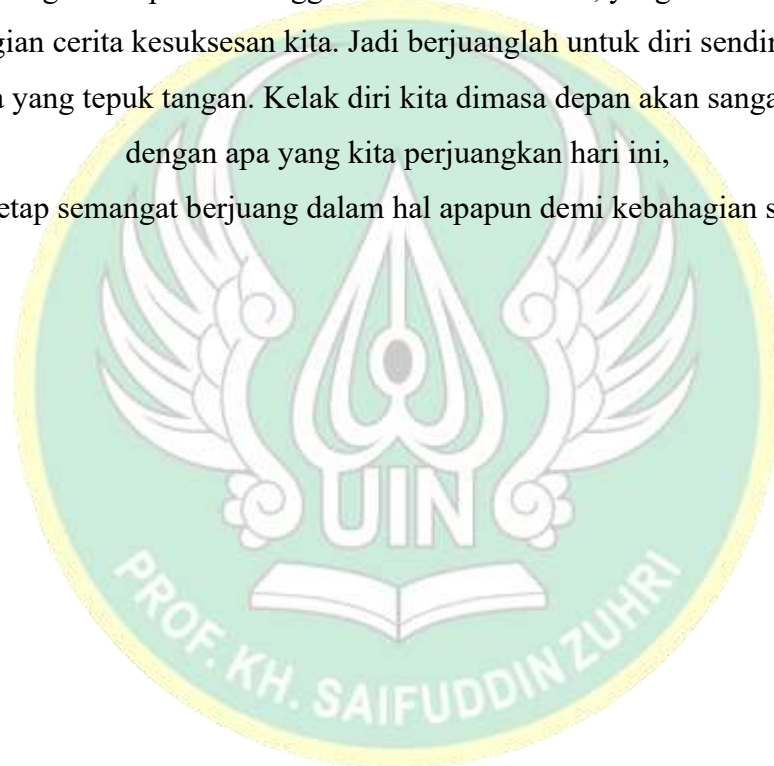 gian cerita kesuksesan kita. Jadi berjuanglah untuk diri sendir
yang tepuk tangan. Kelak diri kita dimasa depan akan sanga
dengan apa yang kita perjuangkan hari ini,
etap semangat berjuang dalam hal apapun demi kebahagian s
UIN
PROF. KH. SAIFUDDIN ZUHRI